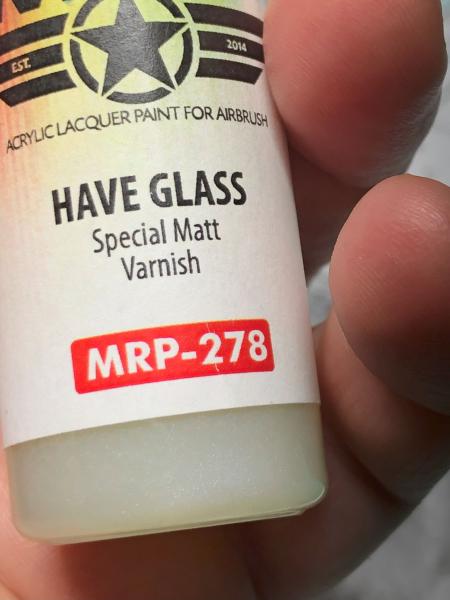 EST. 2014
ACRYLIC LACQUER PAINT FOR AIRBRUSH
HAVE GLASS
Special Matt
Varnish
MRP-278